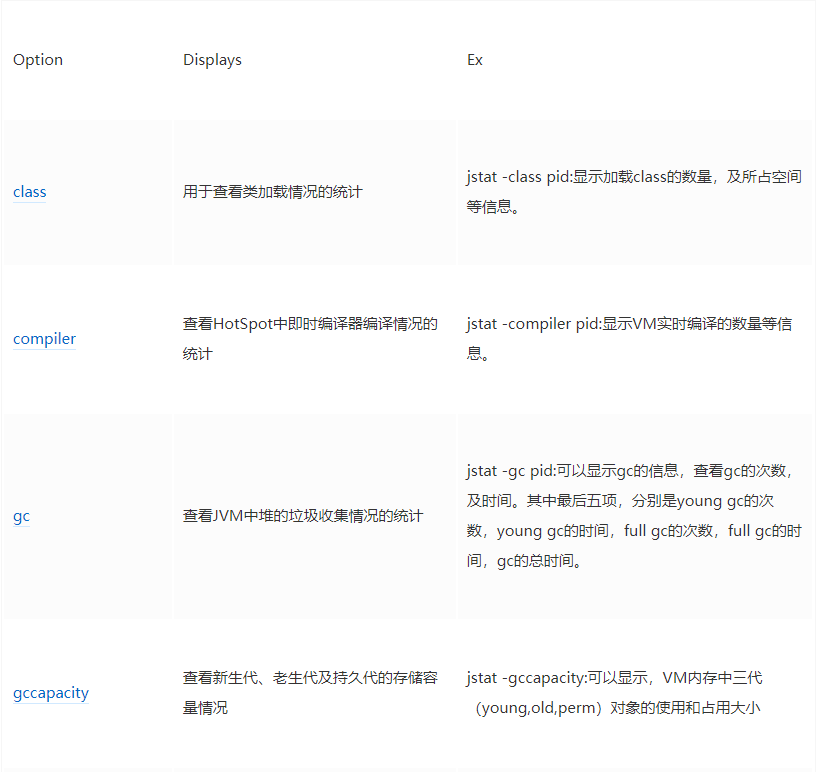 Option Displays Ex
class
用于查看类加载情况的统计
jstat -class pid:显示加载class的数量，及所占空间
等信息。
compiler
查看HotSpot中即时编译器编译情况的
统计
jstat -compiler pid:显示VM实时编译的数量等信
息。
gc
查看JVM中堆的垃圾收集情况的统计
jstat -gc pid:可以显示gc的信息，查看gc的次数，
及时间。其中最后五项，分别是young gc的次
数，young gc的时间，full gc的次数，full gc的时
间，gc的总时间。
gccapacity
查看新生代、老生代及持久代的存储容
量情况
jstat -gccapacity:可以显示，VM内存中三代
（young,old,perm）对象的使用和占用大小